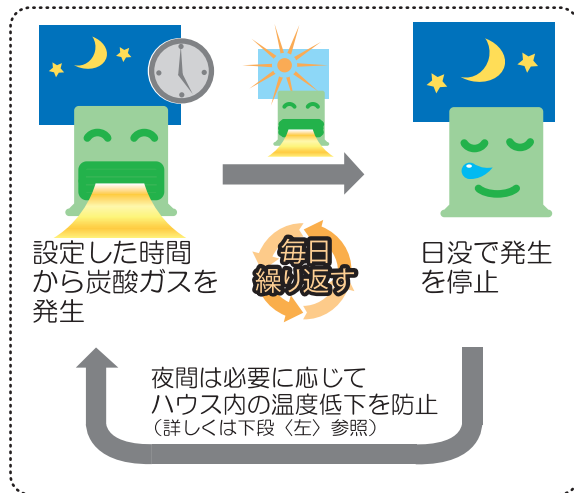 設定した時間
から炭酸ガスを
発生
毎日
繰り返す
日没で発生
を停止
夜間は必要に応じて
ハウス内の温度低下を防止
(詳しくは下段〈左〉参照)